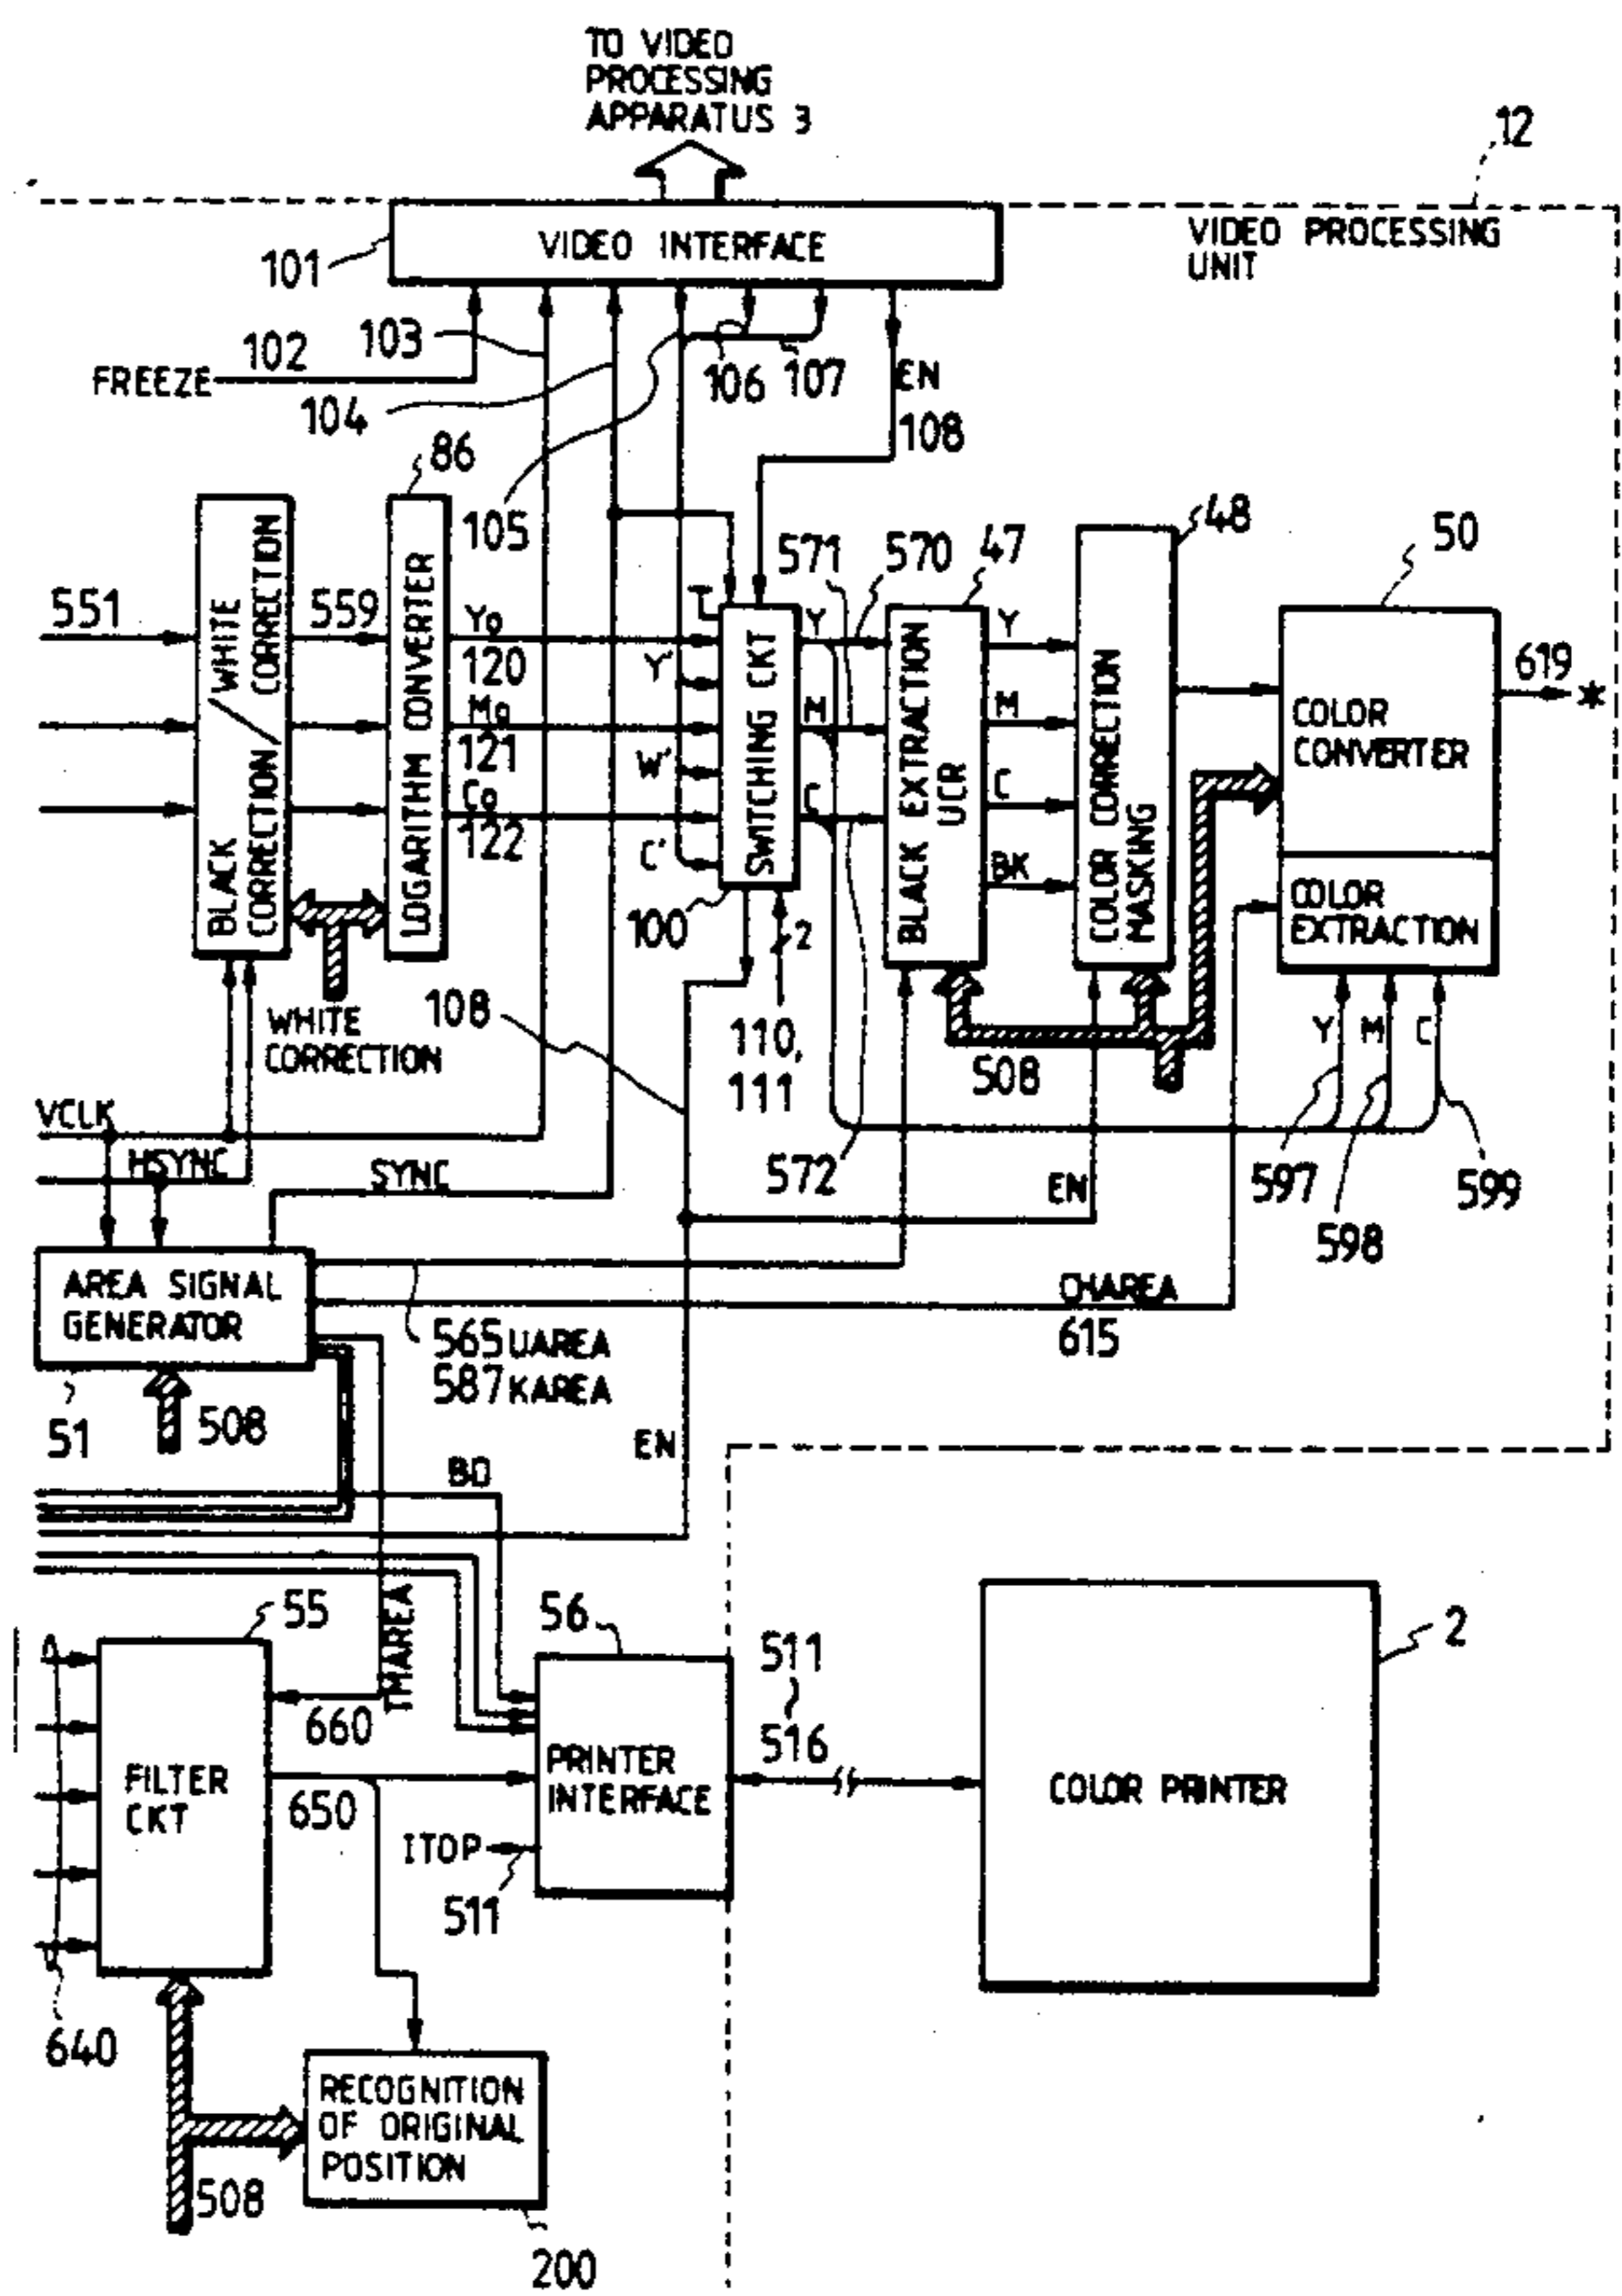 TO VIDEO
PROCESSING
APPARATUS 3
12
VIDEO INTERFACE
VIDEO PROCESSING
UNIT
101
102
103
FREEZE
104
106
107
EN
108
86
105
571
570
47
48
50
551
WHITE
CORRECTION
BLACK
CORRECTION
559
LOGARITHM CONVERTER
Y0
120
M0
121
C0
122
Y'
W'
C'
SWITCHING CKT
Y
M
C
BLACK EXTRACTION
UCR
Y
M
C
BK
COLOR CORRECTION
MASKING
COLOR
CONVERTER
619
*
COLOR
EXTRACTION
100
2
108
110,
111
508
WHITE
CORRECTION
Y
M
C
VCLK
HSYNC
SYNC
572
EN
597
598
599
AREA SIGNAL
GENERATOR
CHAREA
615
565 UAREA
587 KAREA
51
508
EN
BD
TMAREA
55
56
511
516
2
660
FILTER
CKT
650
PRINTER
INTERFACE
COLOR PRINTER
ITOP
511
640
RECOGNITION
OF ORIGINAL
POSITION
508
200